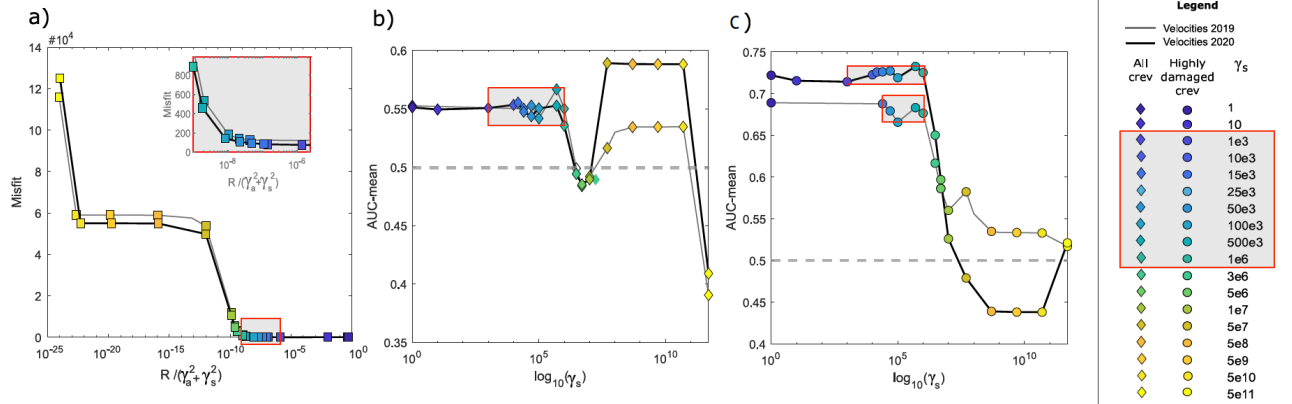 a)
#10⁴
14
12
10
8
6
4
2
0
Misfit
10⁻²⁵
10⁻²⁰
10⁻¹⁵
10⁻¹⁰
10⁻⁵
10⁰
R /(γₐ²+ γₛ²)
800
600
400
200
0
Misfit
10⁻⁸
10⁻⁶
R /(γₐ²+γₛ²)
b)
0.6
0.55
0.5
0.45
0.4
0.35
AUC-mean
10⁰
10⁵
10¹⁰
log₁₀(γₛ)
c)
0.75
0.7
0.65
0.6
0.55
0.5
0.45
0.4
AUC-mean
10⁰
10⁵
10¹⁰
log₁₀(γₛ)
Legend
Velocities 2019
Velocities 2020
All crev
Highly damaged crev
γₛ
1
10
1e3
10e3
15e3
25e3
50e3
100e3
500e3
1e6
3e6
5e6
1e7
5e7
5e8
5e9
5e10
5e11